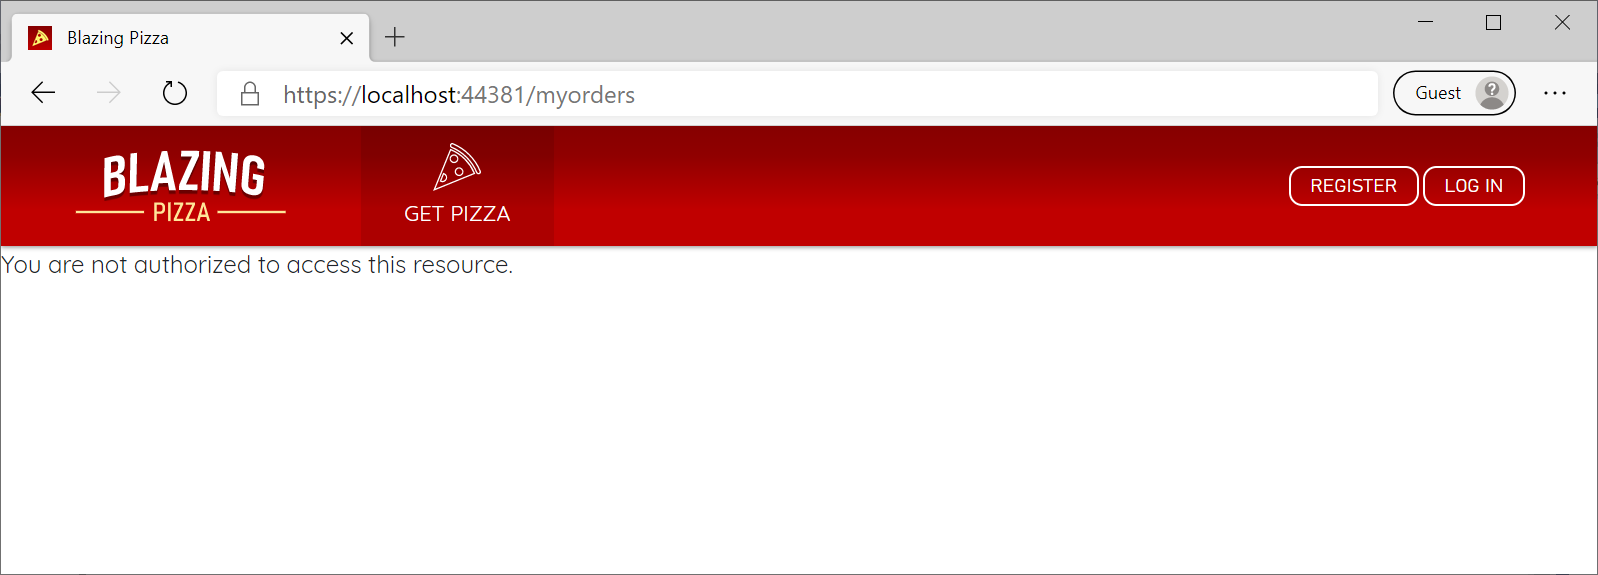 Blazing Pizza
https://localhost:44381/myorders
Guest
BLAZING
PIZZA
GET PIZZA
REGISTER
LOG IN
You are not authorized to access this resource.